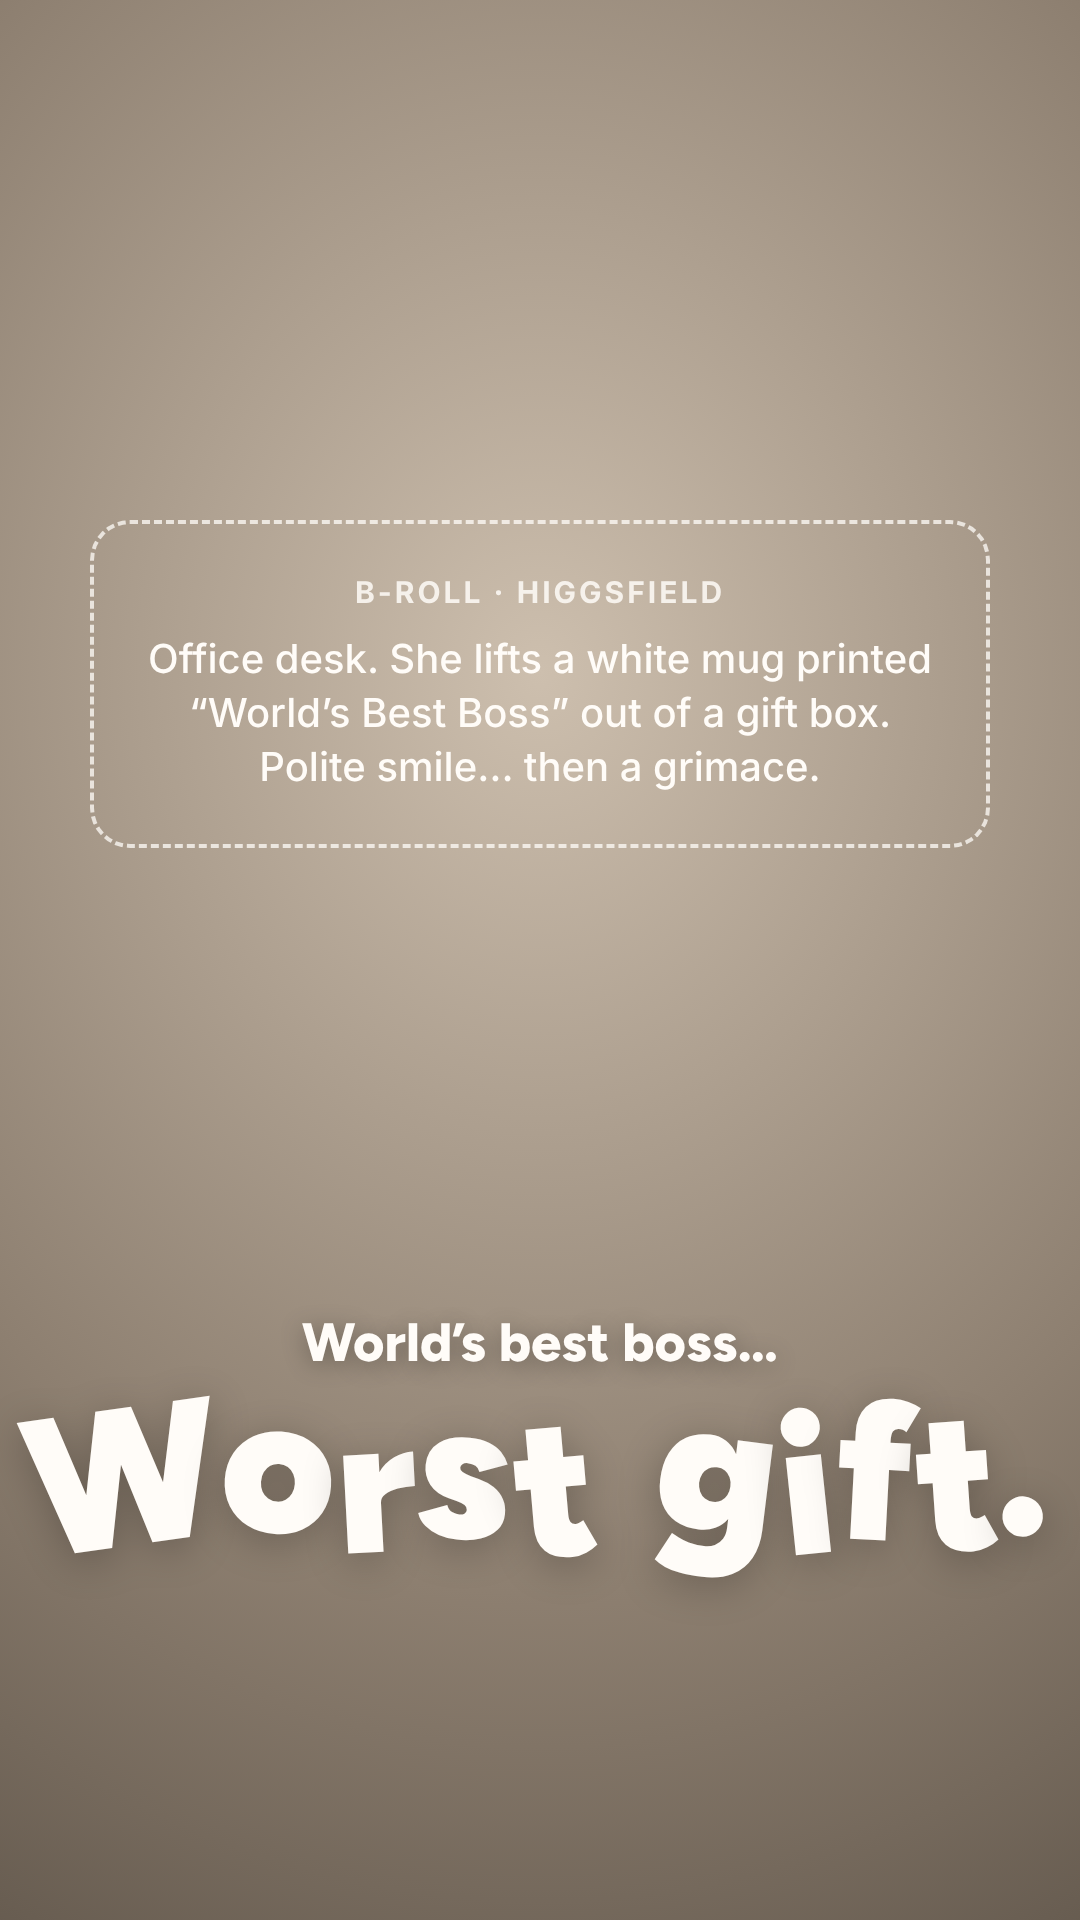 B-ROLL · HIGGSFIELD
Office desk. She lifts a white mug printed
“World’s Best Boss” out of a gift box.
Polite smile… then a grimace.
World’s best boss…
Worst gift.